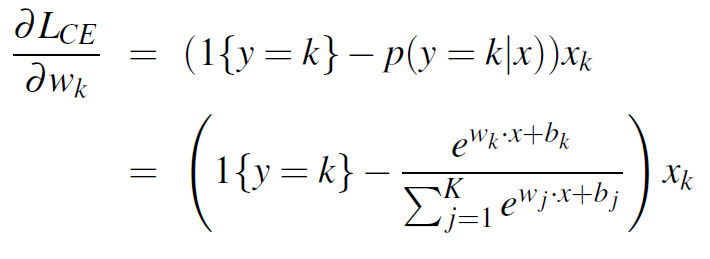 ∂L_CE/∂w_k = (1{y = k} − p(y = k|x))x_k
= (1{y = k} − e^{w_k·x+b_k} / ∑_{j=1}^{K} e^{w_j·x+b_j}) x_k